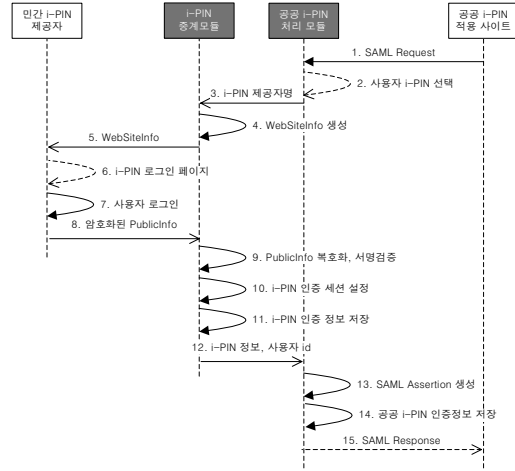 민간 i-PIN
제공자
i-PIN
중계모듈
공공 i-PIN
처리 모듈
공공 i-PIN
적용 사이트
1. SAML Request
2. 사용자 i-PIN 선택
3. i-PIN 제공자명
4. WebSiteInfo 생성
5. WebSiteInfo
6. i-PIN 로그인 페이지
7. 사용자 로그인
8. 암호화된 PublicInfo
9. PublicInfo 복호화, 서명검증
10. i-PIN 인증 세션 설정
11. i-PIN 인증 정보 저장
12. i-PIN 정보, 사용자 id
13. SAML Assertion 생성
14. 공공 i-PIN 인증정보 저장
15. SAML Response